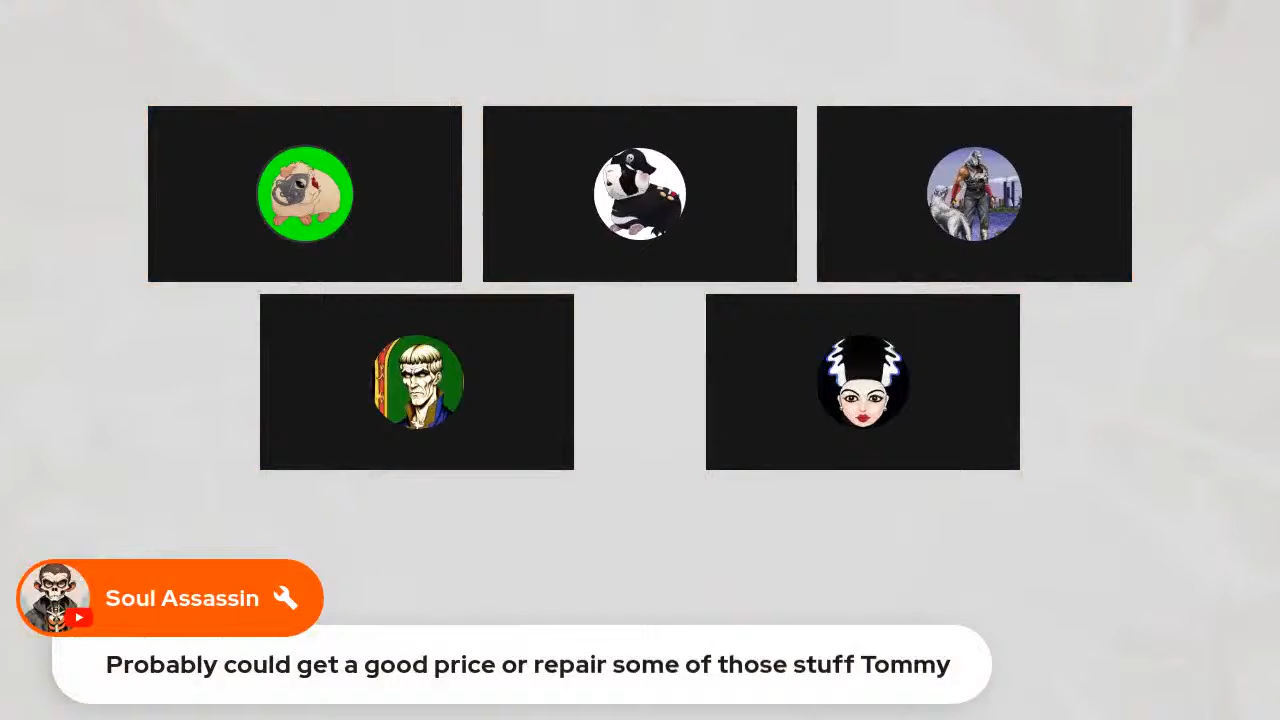 Soul Assassin
Probably could get a good price or repair some of those stuff Tommy